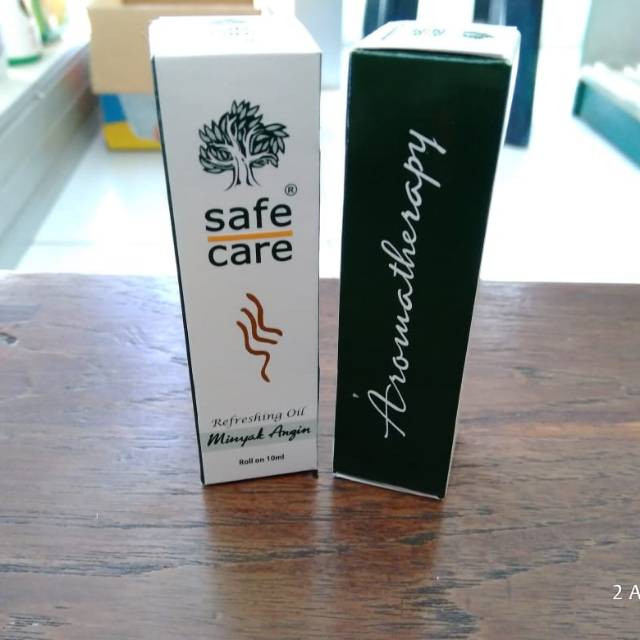 safe
care
®
Refreshing Oil
Minyak Angin
Roll on 10ml
Aromatherapy
2 A